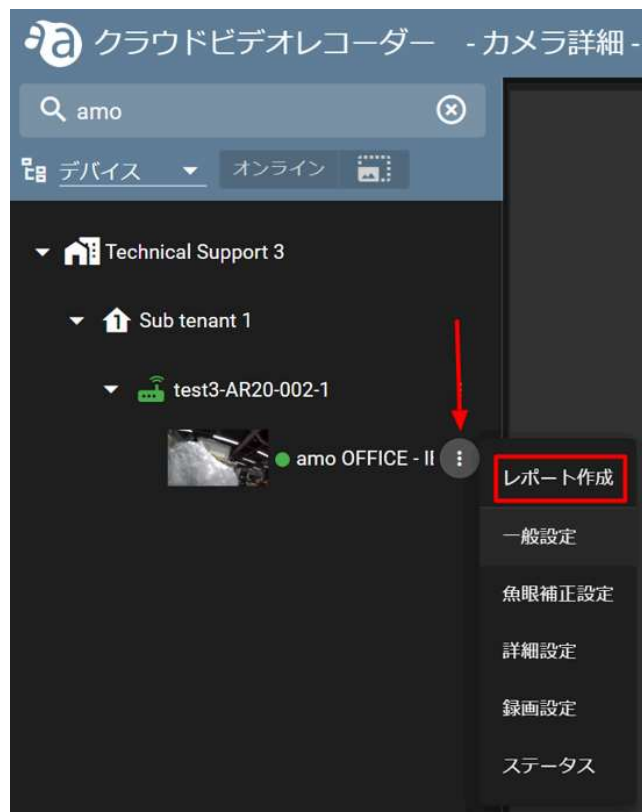 クラウドビデオレコーダー - カメラ詳細 -
amo
デバイス オンライン
Technical Support 3
1 Sub tenant 1
test3-AR20-002-1
amo OFFICE -
レポート作成
一般設定
魚眼補正設定
詳細設定
録画設定
ステータス